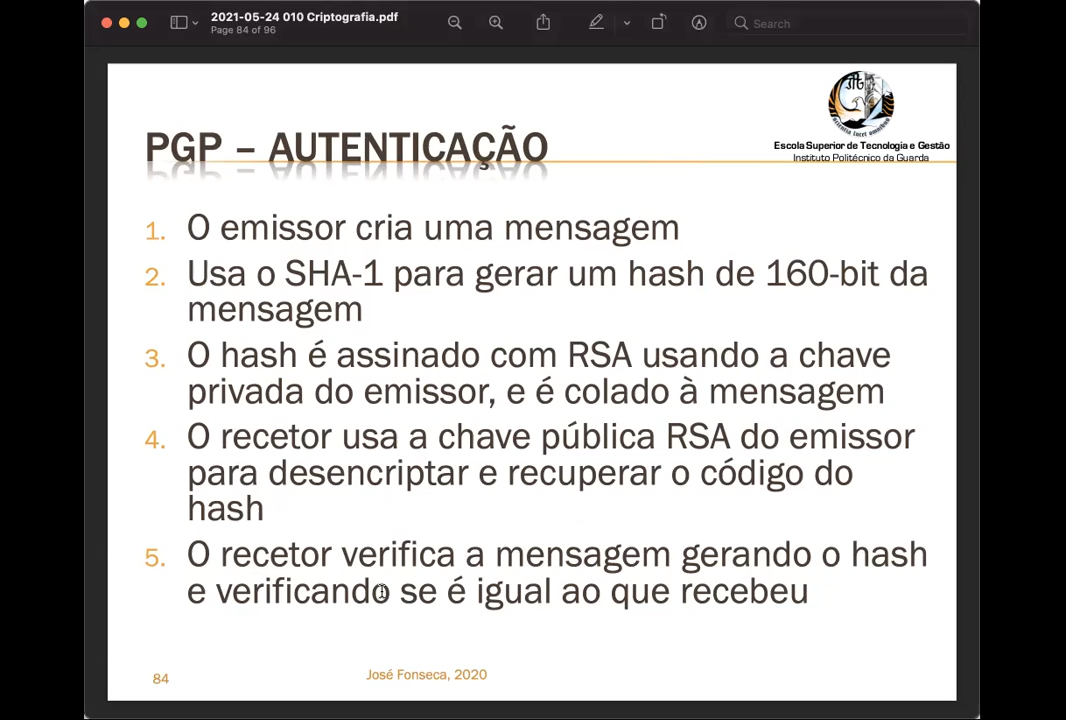 2021-05-24 010 Criptografia.pdf
Page 84 of 96
Search
Escola Superior de Tecnologia e Gestão
Instituto Politécnico da Guarda
PGP – AUTENTICAÇÃO
1. O emissor cria uma mensagem
2. Usa o SHA-1 para gerar um hash de 160-bit da
mensagem
3. O hash é assinado com RSA usando a chave
privada do emissor, e é colado à mensagem
4. O recetor usa a chave pública RSA do emissor
para desencriptar e recuperar o código do
hash
5. O recetor verifica a mensagem gerando o hash
e verificando se é igual ao que recebeu
84
José Fonseca, 2020